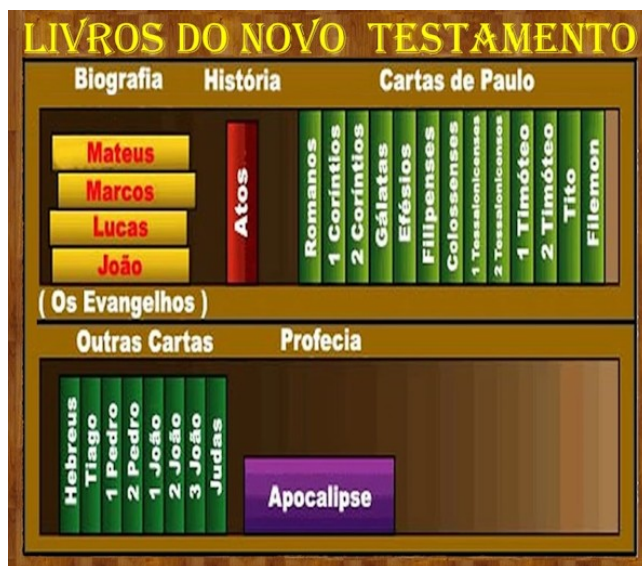 LIVROS DO NOVO TESTAMENTO
Biografia
História
Cartas de Paulo
Mateus
Marcos
Lucas
João
( Os Evangelhos )
Atos
Romanos
1 Coríntios
2 Coríntios
Gálatas
Efésios
Filipenses
Colossenses
1 Tessalonicenses
2 Tessalonicenses
1 Timóteo
2 Timóteo
Tito
Filemon
Outras Cartas
Profecia
Hebreus
Tiago
1 Pedro
2 Pedro
1 João
2 João
3 João
Judas
Apocalipse